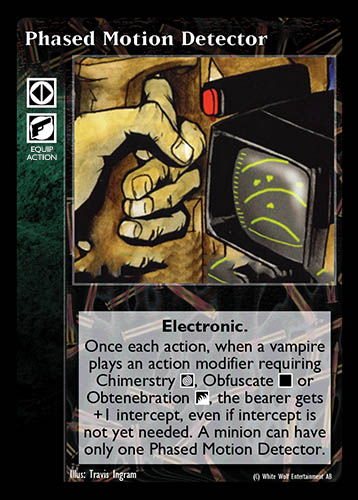 Phased Motion Detector
EQUIP
ACTION
Electronic.
Once each action, when a vampire
plays an action modifier requiring
Chimerstry, Obfuscate or
Obtenebration, the bearer gets
+1 intercept, even if intercept is
not yet needed. A minion can have
only one Phased Motion Detector.
Illus: Travis Ingram
(C) White Wolf Entertainment AB